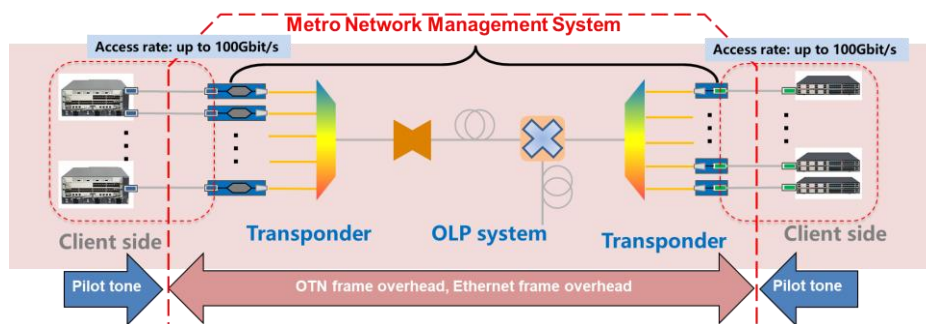 Metro Network Management System
Access rate: up to 100Gbit/s
Access rate: up to 100Gbit/s
Client side
Transponder
OLP system
Transponder
Client side
Pilot tone
OTN frame overhead, Ethernet frame overhead
Pilot tone